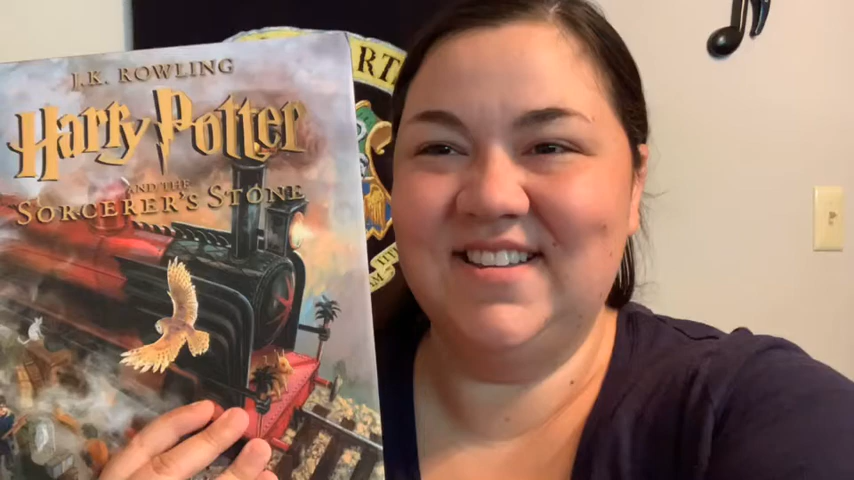 J.K. ROWLING
Harry Potter
AND THE
SORCERER'S STONE